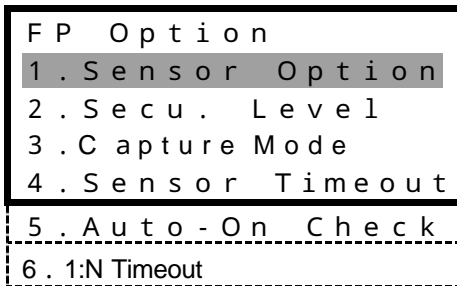 FP Option
1.Sensor Option
2.Secu. Level
3.Capture Mode
4.Sensor Timeout
5.Auto-On Check
6. 1:N Timeout